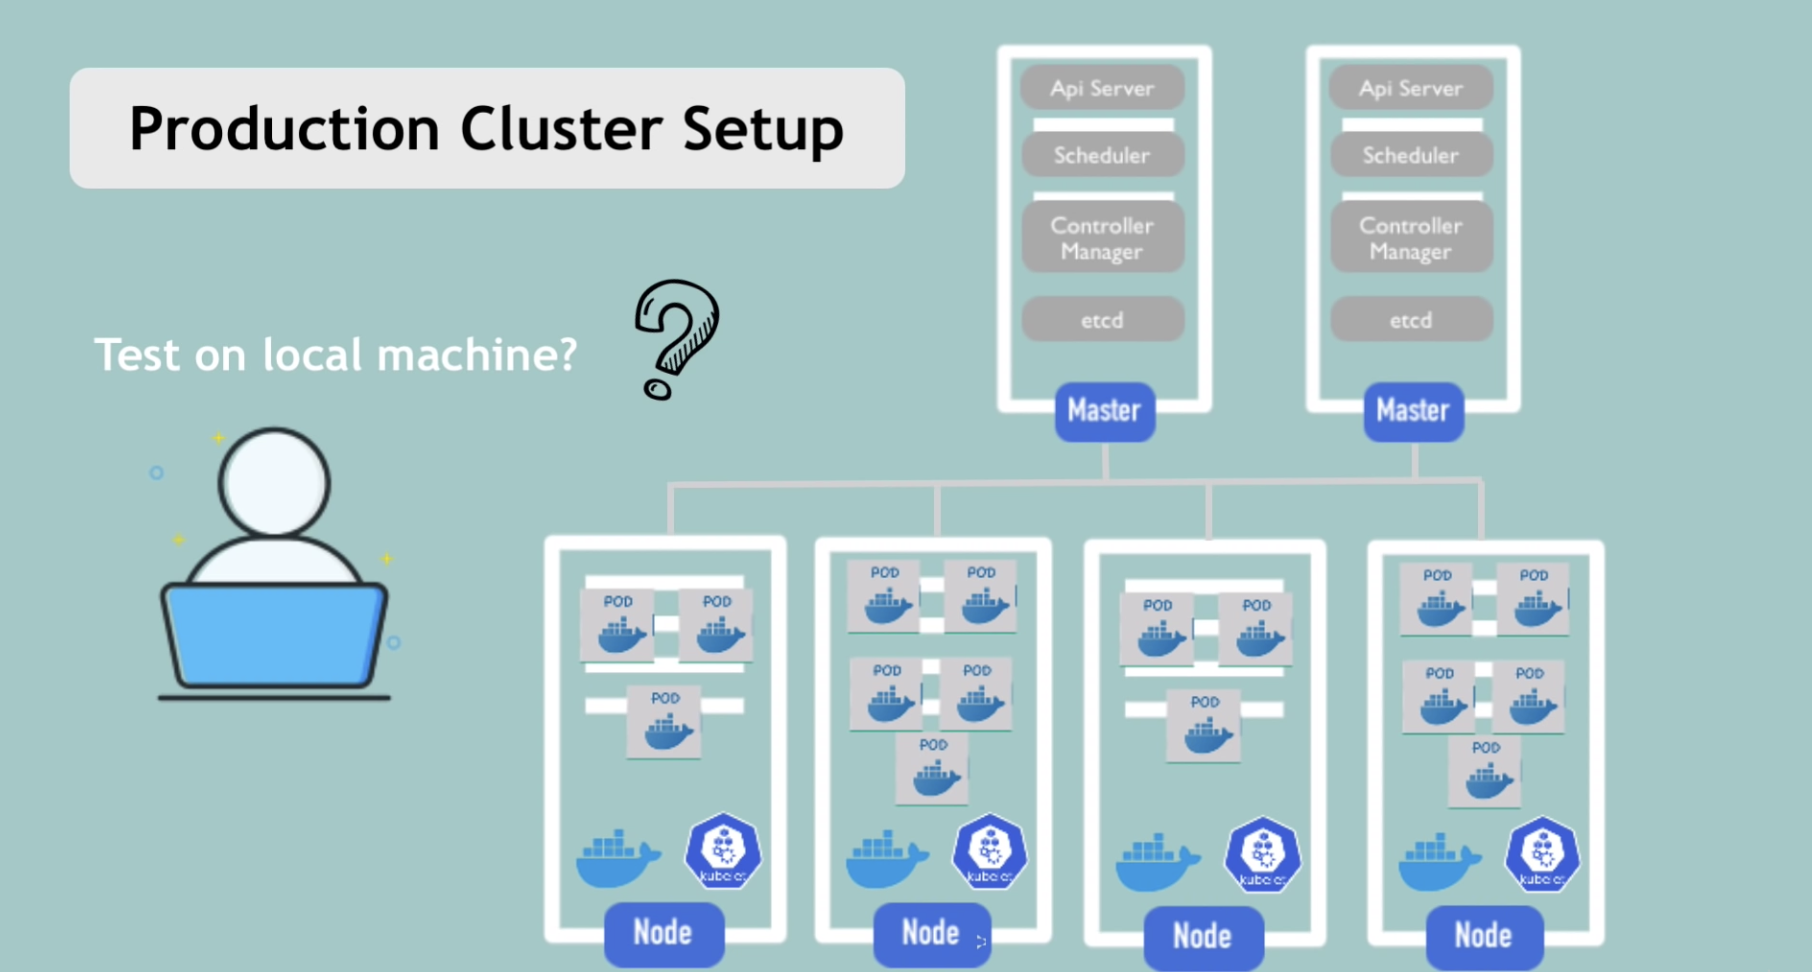 Production Cluster Setup
Test on local machine?
Api Server
Scheduler
Controller
Manager
etcd
Master
Api Server
Scheduler
Controller
Manager
etcd
Master
POD
POD
POD
kubelet
Node
POD
POD
POD
POD
POD
kubelet
Node
POD
POD
POD
kubelet
Node
POD
POD
POD
POD
POD
kubelet
Node